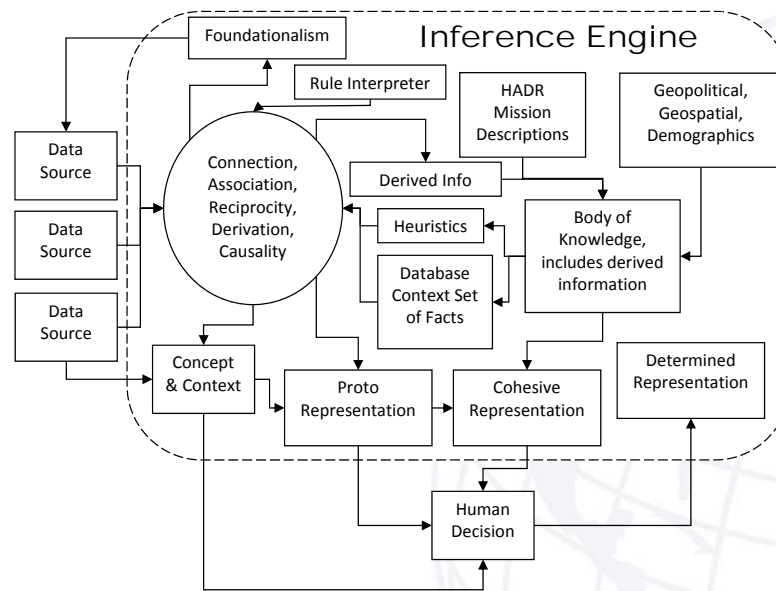 Inference Engine
Foundationalism
Rule Interpreter
HADR
Mission
Descriptions
Geopolitical,
Geospatial,
Demographics
Data
Source
Data
Source
Data
Source
Connection,
Association,
Reciprocity,
Derivation,
Causality
Derived Info
Heuristics
Database
Context Set
of Facts
Body of
Knowledge,
includes derived
information
Concept
& Context
Proto
Representation
Cohesive
Representation
Determined
Representation
Human
Decision